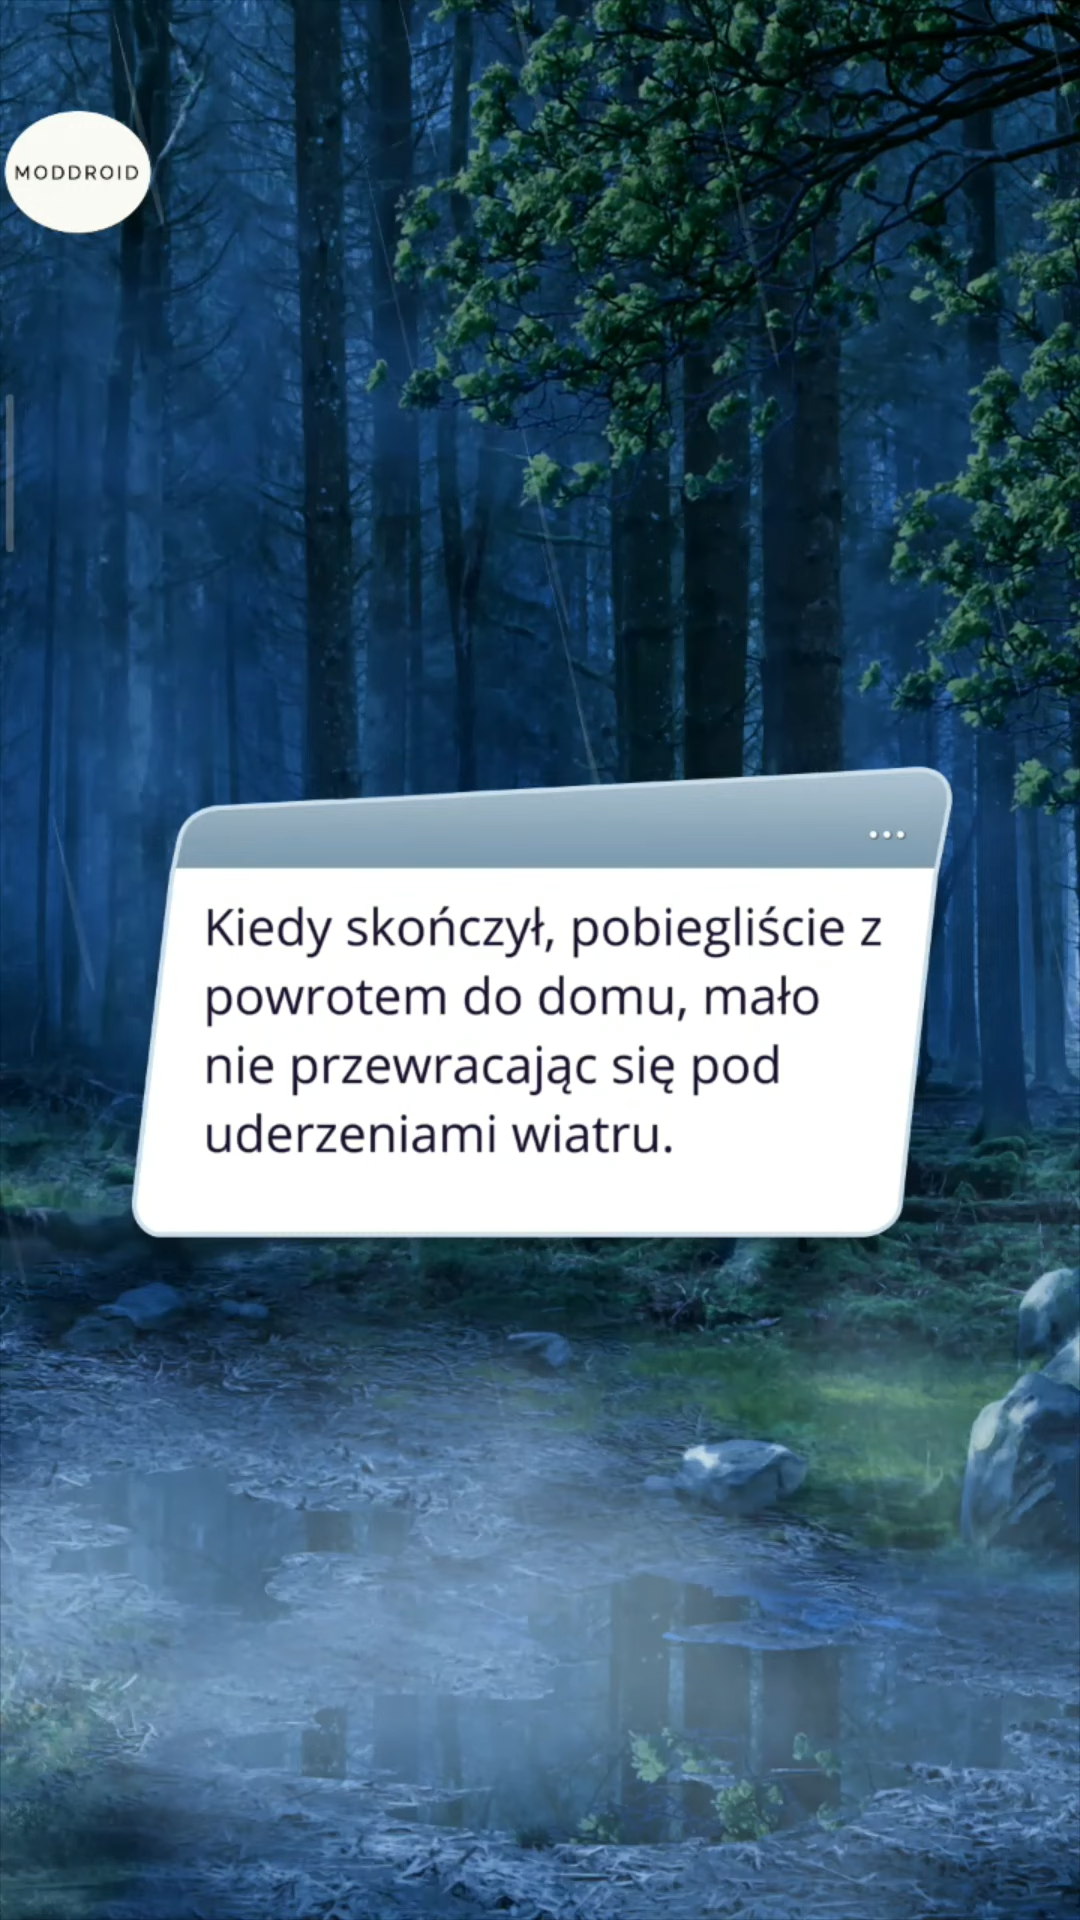 MODDROID
Kiedy skończył, pobiegliście z
powrotem do domu, mało
nie przewracając się pod
uderzeniami wiatru.